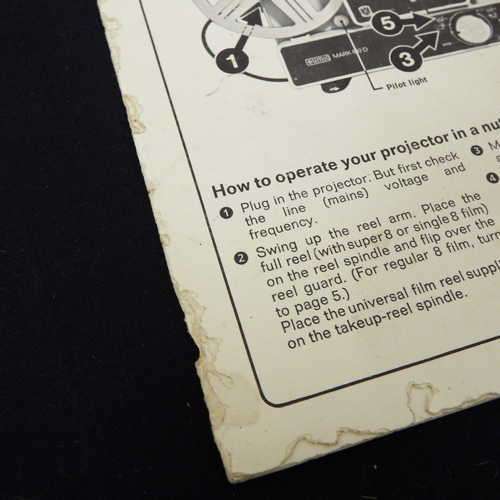 5
1
3
MARK 610 D
Pilot light
How to operate your projector in a nut
1 Plug in the projector. But first check
the line (mains) voltage and
frequency.
2 Swing up the reel arm. Place the
full reel (with super 8 or single 8 film)
on the reel spindle and flip over the
reel guard. (For regular 8 film, turn
to page 5.)
Place the universal film reel suppli
on the takeup-reel spindle.
3 M
4